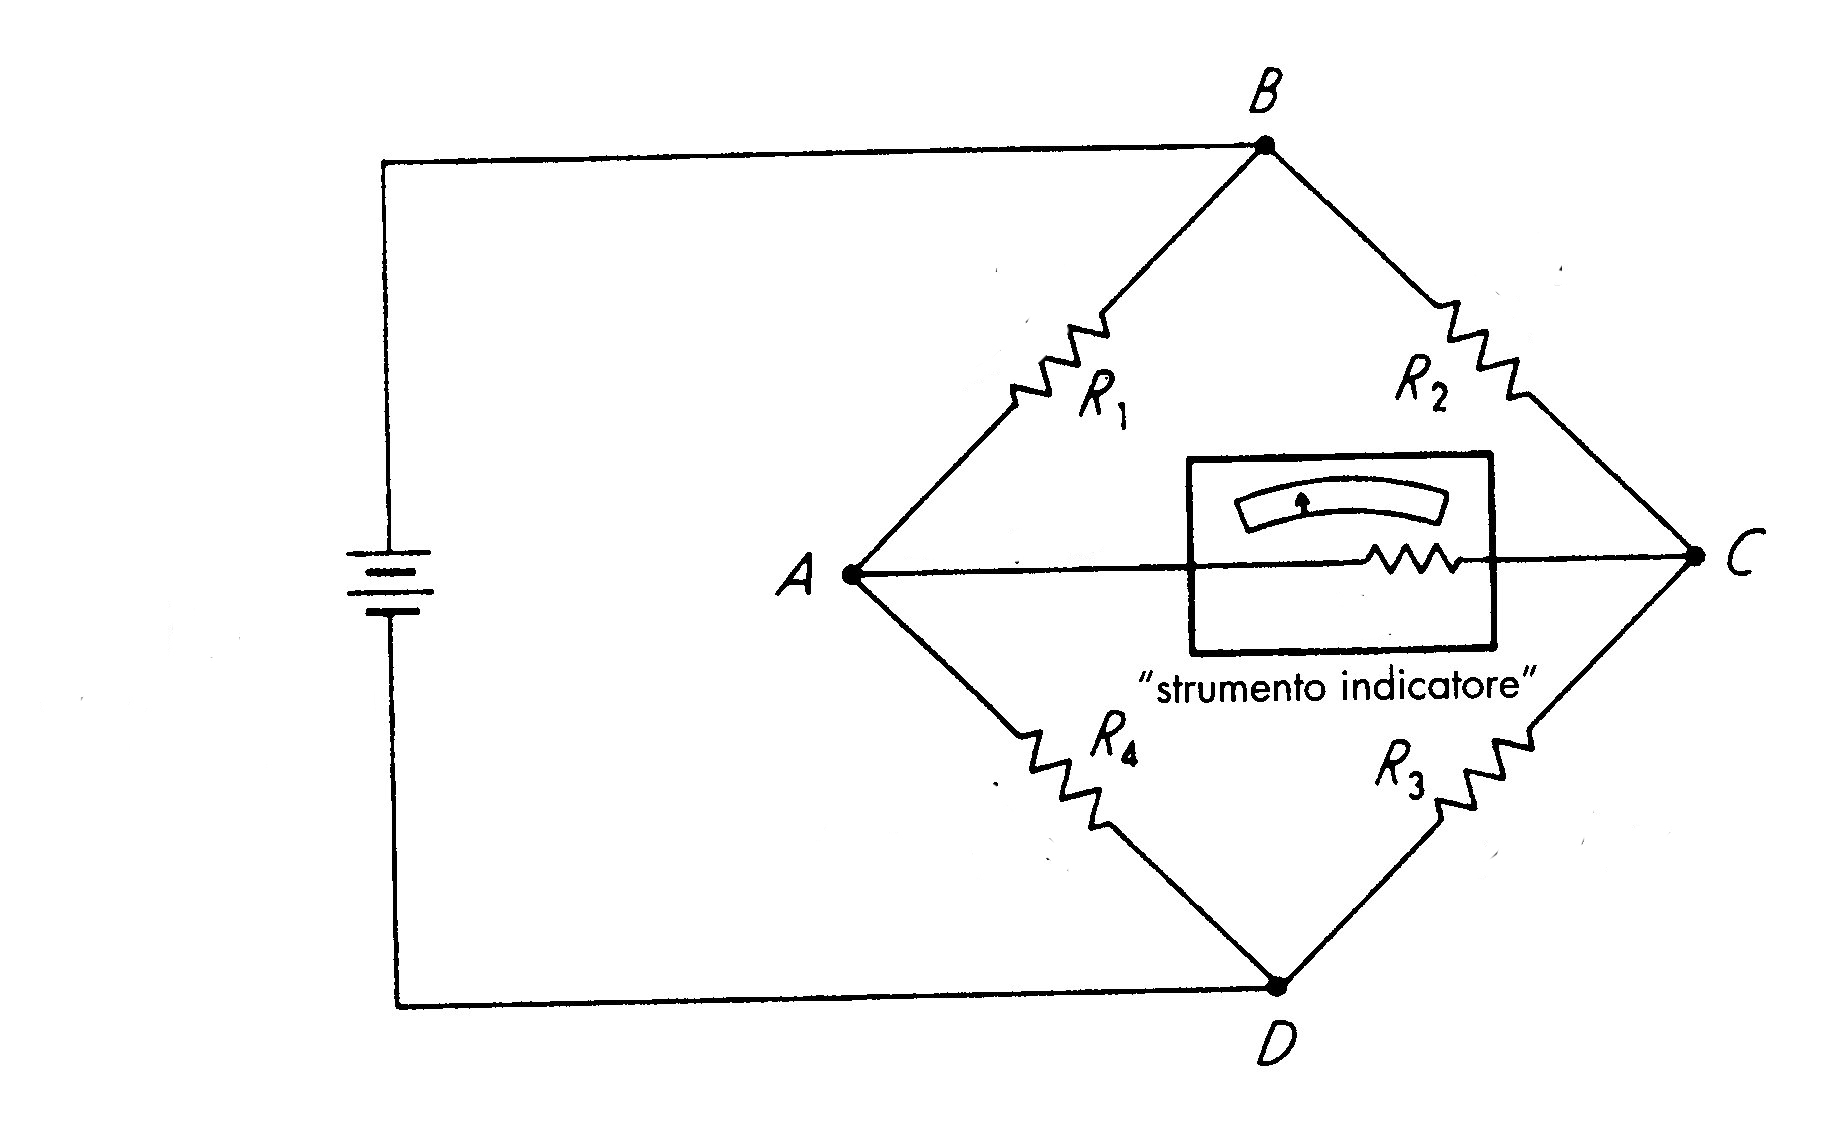 B
R1
R2
A
C
"strumento indicatore"
R4
R3
D